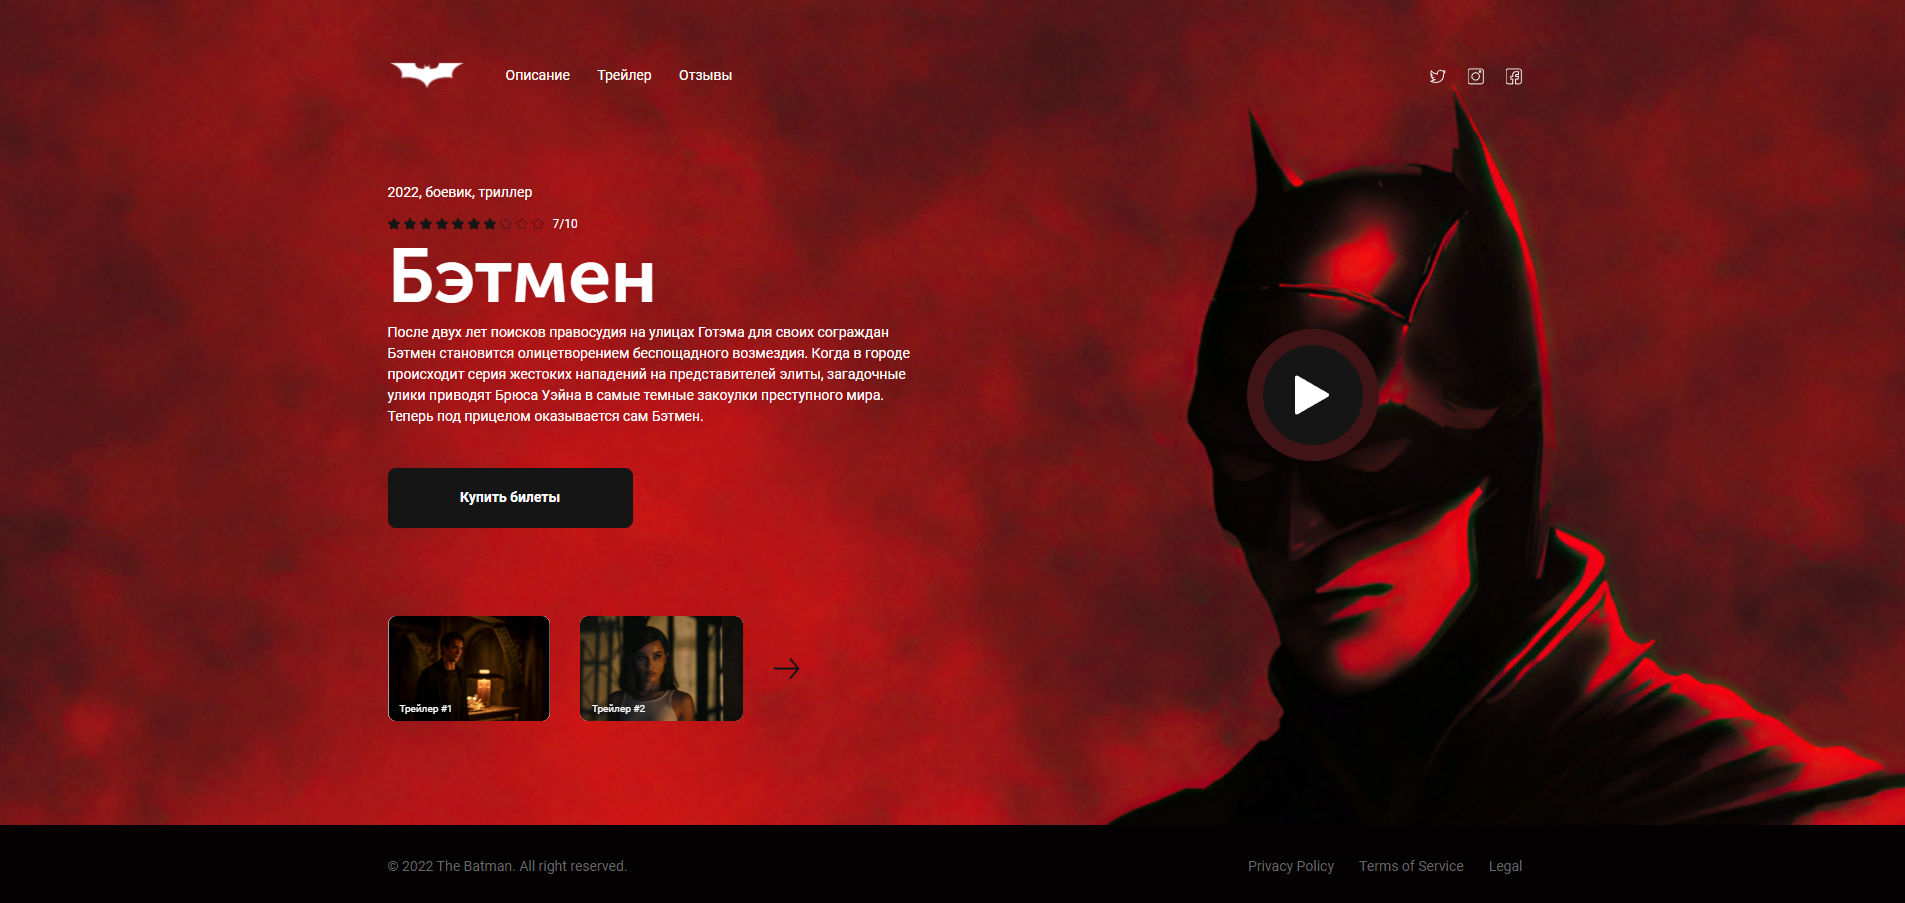 Описание Трейлер Отзывы
2022, боевик, триллер
7/10
Бэтмен
После двух лет поисков правосудия на улицах Готэма для своих сограждан
Бэтмен становится олицетворением беспощадного возмездия. Когда в городе
происходит серия жестоких нападений на представителей элиты, загадочные
улики приводят Брюса Уэйна в самые темные закоулки преступного мира.
Теперь под прицелом оказывается сам Бэтмен.
Купить билеты
Трейлер #1 Трейлер #2
© 2022 The Batman. All right reserved. Privacy Policy Terms of Service Legal